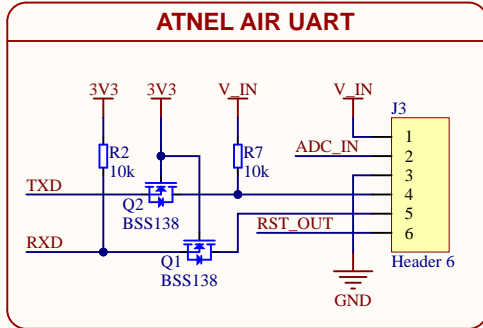 ATNEL AIR UART
3V3
3V3
V_IN
V_IN
J3
R2
10k
R7
10k
ADC_IN
1
2
3
4
5
6
TXD
Q2
BSS138
RXD
RST_OUT
Q1
BSS138
Header 6
GND